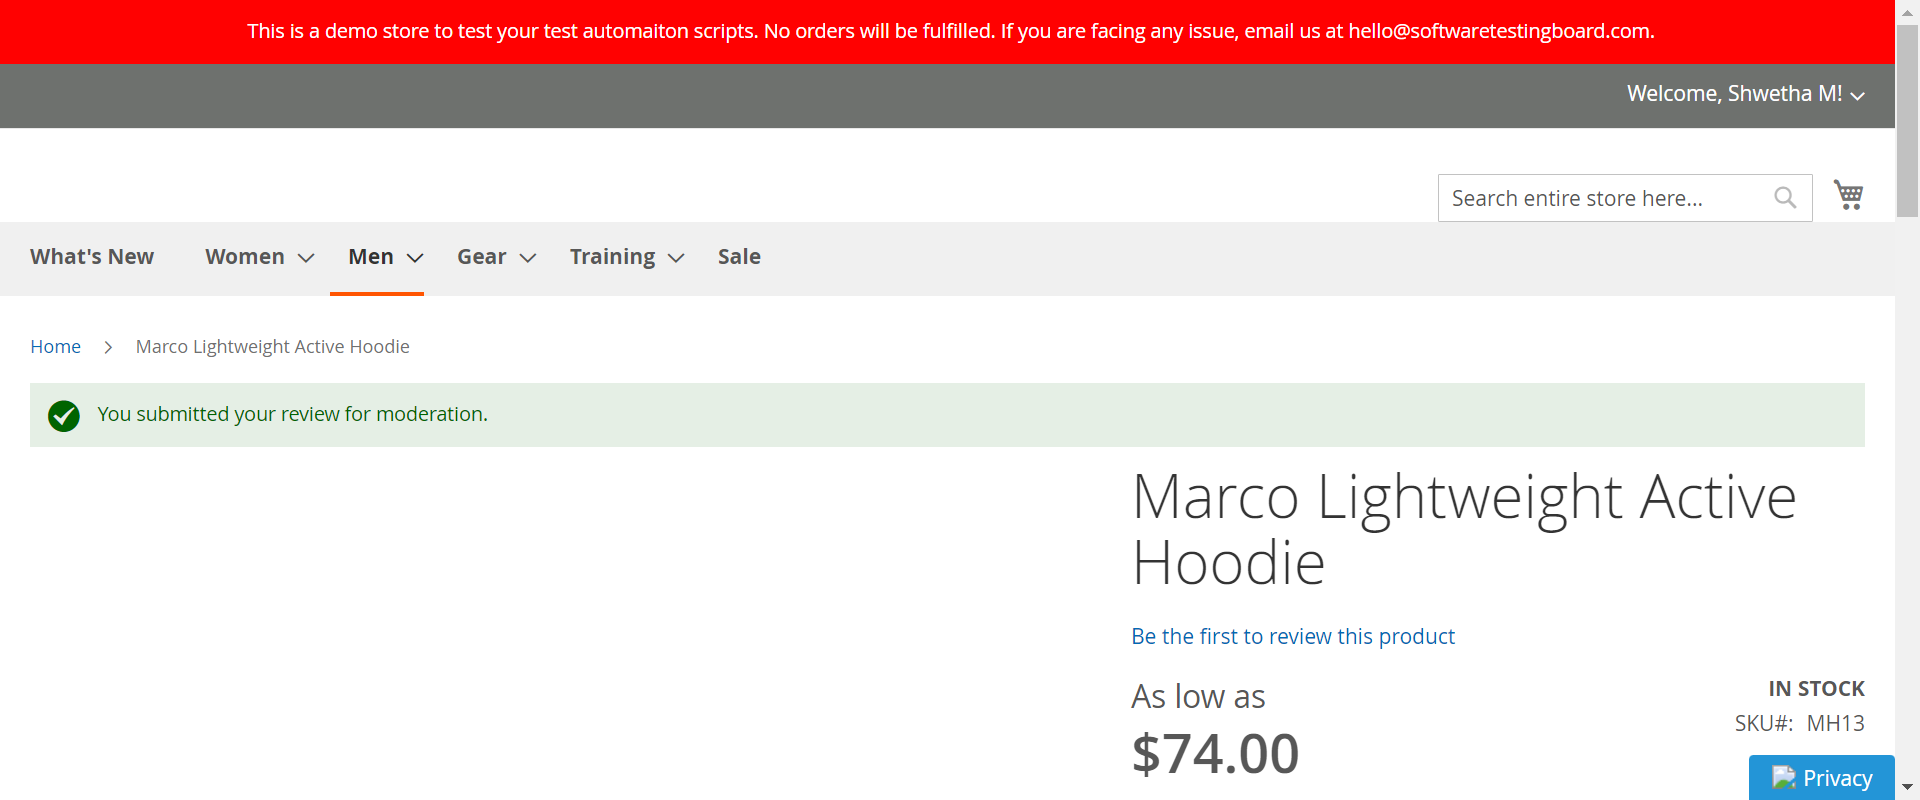 This is a demo store to test your test automaiton scripts. No orders will be fulfilled. If you are facing any issue, email us at hello@softwaretestingboard.com.
Welcome, Shwetha M!
Search entire store here...
What's New Women Men Gear Training Sale
Home Marco Lightweight Active Hoodie
You submitted your review for moderation.
Marco Lightweight Active
Hoodie
Be the first to review this product
As low as
$74.00
IN STOCK
SKU#: MH13
Privacy